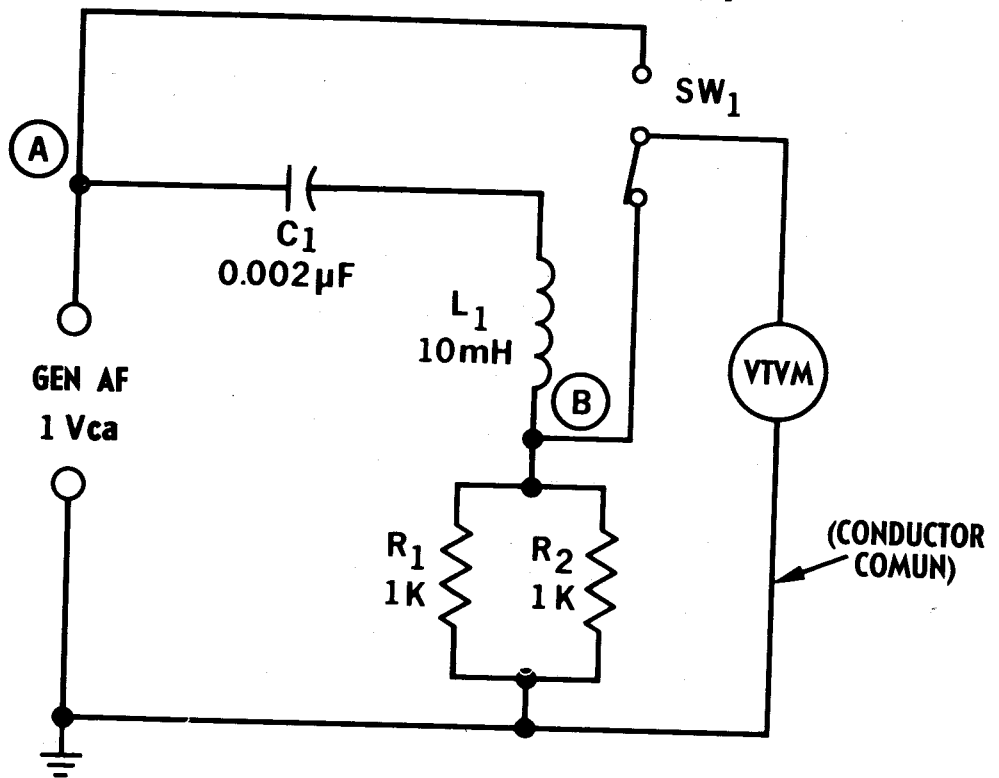 SW1
A
C1
0.002µF
L1
10mH
GEN AF
1 Vca
B
VTVM
R1
1K
R2
1K
(CONDUCTOR
COMUN)